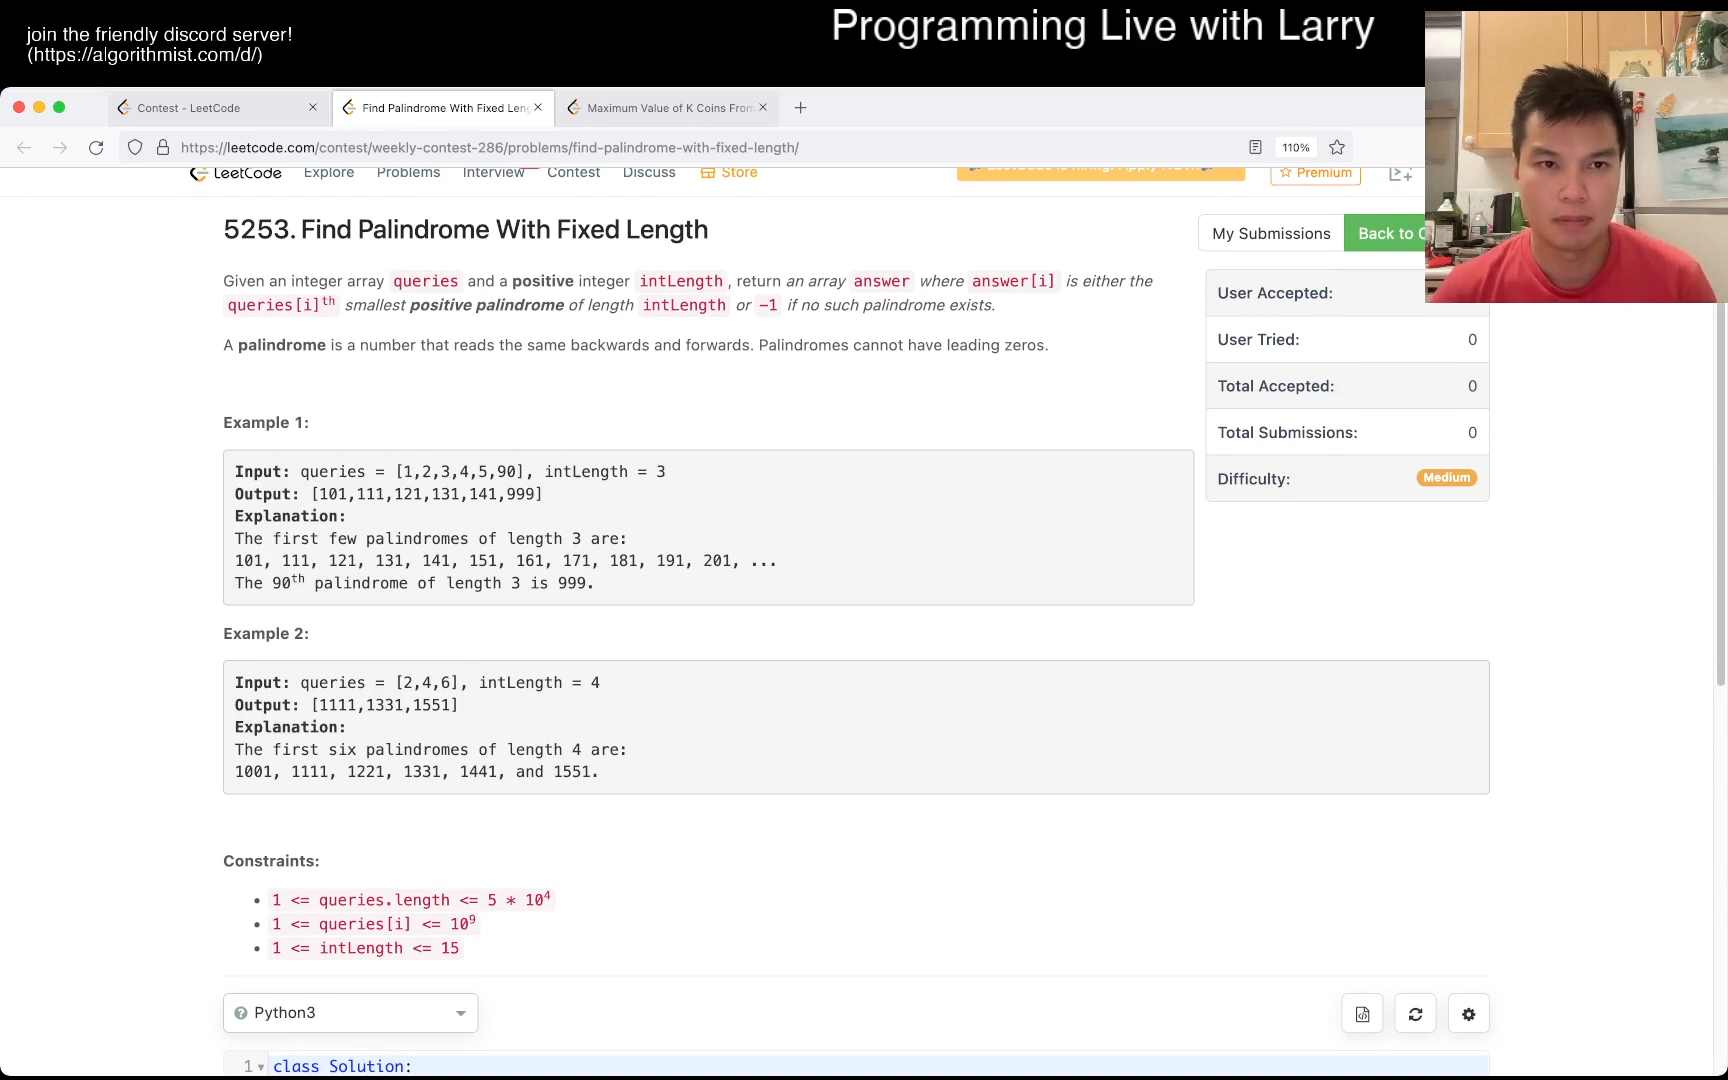 join the friendly discord server!
(https://algorithmist.com/d/)
Programming Live with Larry
Contest - LeetCode
Find Palindrome With Fixed Leng
Maximum Value of K Coins From
https://leetcode.com/contest/weekly-contest-286/problems/find-palindrome-with-fixed-length/
110%
LeetCode
Explore
Problems
Interview
Contest
Discuss
Store
Premium
5253. Find Palindrome With Fixed Length
My Submissions
Back to C
Given an integer array queries and a positive integer intLength, return an array answer where answer[i] is either the
queries[i]th smallest positive palindrome of length intLength or -1 if no such palindrome exists.
A palindrome is a number that reads the same backwards and forwards. Palindromes cannot have leading zeros.
User Accepted:
User Tried: 0
Total Accepted: 0
Total Submissions: 0
Difficulty: Medium
Example 1:
Input: queries = [1,2,3,4,5,90], intLength = 3
Output: [101,111,121,131,141,999]
Explanation:
The first few palindromes of length 3 are:
101, 111, 121, 131, 141, 151, 161, 171, 181, 191, 201, ...
The 90th palindrome of length 3 is 999.
Example 2:
Input: queries = [2,4,6], intLength = 4
Output: [1111,1331,1551]
Explanation:
The first six palindromes of length 4 are:
1001, 1111, 1221, 1331, 1441, and 1551.
Constraints:
1 <= queries.length <= 5 * 10^4
1 <= queries[i] <= 10^9
1 <= intLength <= 15
Python3
1
class Solution: